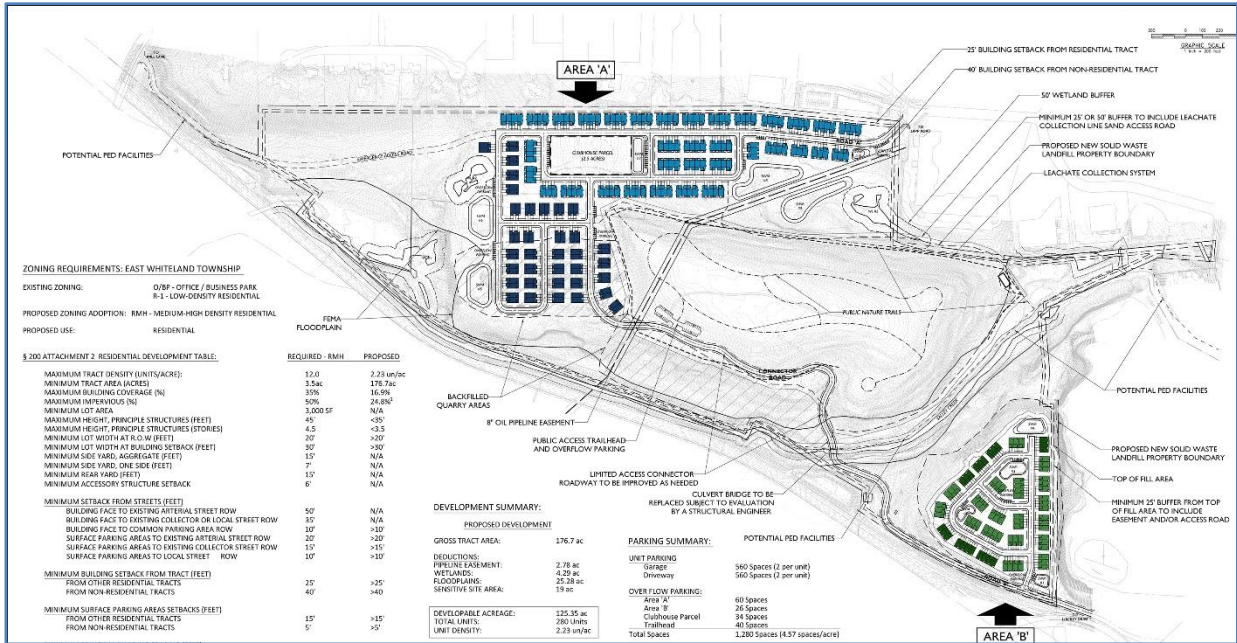 AREA 'A'
GRAPHIC SCALE
25' BUILDING SETBACK FROM RESIDENTIAL TRACT
40' BUILDING SETBACK FROM NON-RESIDENTIAL TRACT
50' WETLAND BUFFER
MINIMUM 25' OR 50' BUFFER TO INCLUDE LEACHATE
COLLECTION LINE SAND ACCESS ROAD
PROPOSED NEW SOLID WASTE
LANDFILL PROPERTY BOUNDARY
LEACHATE COLLECTION SYSTEM
POTENTIAL PED FACILITIES
CLUBHOUSE PARCEL
ROAD 'A'
PUBLIC NATURE TRAILS
CONNECTOR
ROAD
FEMA
FLOODPLAIN
BACKFILLED
QUARRY AREAS
8" OIL PIPELINE EASEMENT
PUBLIC ACCESS TRAILHEAD
AND OVERFLOW PARKING
LIMITED ACCESS CONNECTOR
ROADWAY TO BE IMPROVED AS NEEDED
CULVERT BRIDGE TO BE
REPLACED SUBJECT TO EVALUATION
BY A STRUCTURAL ENGINEER
POTENTIAL PED FACILITIES
POTENTIAL PED FACILITIES
PROPOSED NEW SOLID WASTE
LANDFILL PROPERTY BOUNDARY
TOP OF FILL AREA
MINIMUM 25' BUFFER FROM TOP
OF FILL AREA TO INCLUDE
EASEMENT AND/OR ACCESS ROAD
AREA 'B'
ZONING REQUIREMENTS: EAST WHITELAND TOWNSHIP
EXISTING ZONING: O/BP - OFFICE / BUSINESS PARK
R-1 - LOW-DENSITY RESIDENTIAL
PROPOSED ZONING ADOPTION: RMH - MEDIUM-HIGH DENSITY RESIDENTIAL
PROPOSED USE: RESIDENTIAL
§ 200 ATTACHMENT 2 RESIDENTIAL DEVELOPMENT TABLE: REQUIRED - RMH PROPOSED
MAXIMUM TRACT DENSITY (UNITS/ACRE): 12.0 2.23 un/ac
MINIMUM TRACT AREA (ACRES) 3.5ac 176.7ac
MAXIMUM BUILDING COVERAGE (%) 35% 16.9%
MAXIMUM IMPERVIOUS (%) 50% 24.8%
MINIMUM LOT AREA 3,000 SF N/A
MAXIMUM HEIGHT, PRINCIPLE STRUCTURES (FEET) 45' <35'
MAXIMUM HEIGHT, PRINCIPLE STRUCTURES (STORIES) 4.5 <3.5
MINIMUM LOT WIDTH AT R.O.W (FEET) 20' >20'
MINIMUM LOT WIDTH AT BUILDING SETBACK (FEET) 30' >30'
MINIMUM SIDE YARD, AGGREGATE (FEET) 15' N/A
MINIMUM SIDE YARD, ONE SIDE (FEET) 7' N/A
MINIMUM REAR YARD (FEET) 15' N/A
MINIMUM ACCESSORY STRUCTURE SETBACK 6' N/A
MINIMUM SETBACK FROM STREETS (FEET)
BUILDING FACE TO EXISTING ARTERIAL STREET ROW 50' N/A
BUILDING FACE TO EXISTING COLLECTOR OR LOCAL STREET ROW 35' N/A
BUILDING FACE TO COMMON PARKING AREA ROW 10' >10'
SURFACE PARKING AREAS TO EXISTING ARTERIAL STREET ROW 20' >20'
SURFACE PARKING AREAS TO EXISTING COLLECTOR STREET ROW 15' >15'
SURFACE PARKING AREAS TO LOCAL STREET ROW 10' >10'
MINIMUM BUILDING SETBACK FROM TRACT (FEET)
FROM OTHER RESIDENTIAL TRACTS 25' >25'
FROM NON-RESIDENTIAL TRACTS 40' >40
MINIMUM SURFACE PARKING AREAS SETBACKS (FEET)
FROM OTHER RESIDENTIAL TRACTS 15' >15'
FROM NON-RESIDENTIAL TRACTS 5' >5'
DEVELOPMENT SUMMARY:
PROPOSED DEVELOPMENT
GROSS TRACT AREA: 176.7 ac
DEDUCTIONS:
PIPELINE EASEMENT: 2.78 ac
WETLANDS: 4.29 ac
FLOODPLAINS: 25.28 ac
SENSITIVE SITE AREA: 19 ac
DEVELOPABLE ACREAGE: 125.35 ac
TOTAL UNITS: 280 Units
UNIT DENSITY: 2.23 un/ac
PARKING SUMMARY:
UNIT PARKING
Garage 560 Spaces (2 per unit)
Driveway 560 Spaces (2 per unit)
OVER FLOW PARKING:
Area 'A' 60 Spaces
Area 'B' 26 Spaces
Clubhouse Parcel 34 Spaces
Trailhead 40 Spaces
Total Spaces 1,280 Spaces (4.57 spaces/acre)